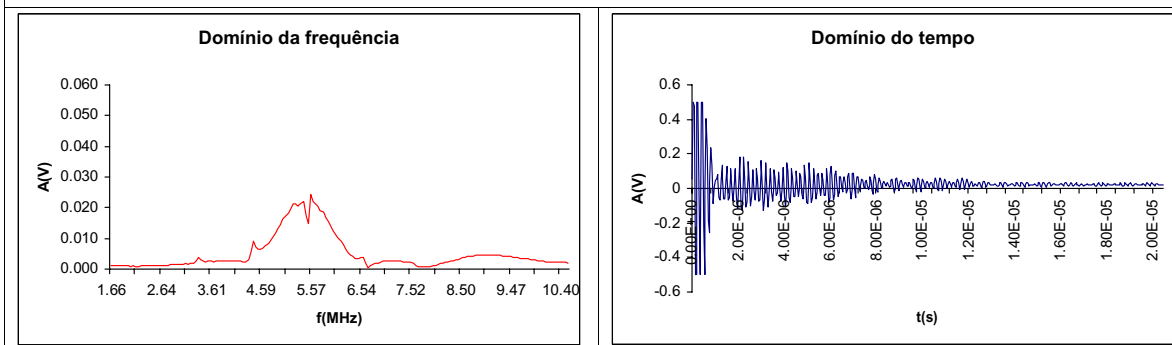 Domínio da frequência
0.060
0.050
0.040
0.030
0.020
0.010
0.000
A(V)
1.66 2.64 3.61 4.59 5.57 6.54 7.52 8.50 9.47 10.40
f(MHz)
Domínio do tempo
0.6
0.4
0.2
0
-0.2
-0.4
-0.6
A(V)
0.00E+00 2.00E-06 4.00E-06 6.00E-06 8.00E-06 1.00E-05 1.20E-05 1.40E-05 1.60E-05 1.80E-05 2.00E-05
t(s)